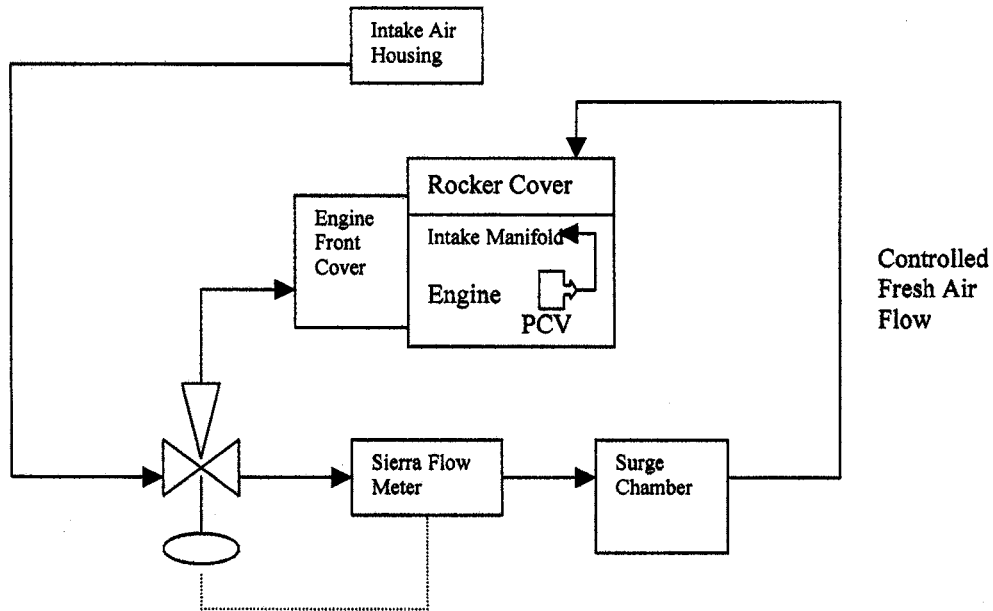 Intake Air
Housing
Rocker Cover
Engine
Front
Cover
Intake Manifold
Engine
PCV
Controlled
Fresh Air
Flow
Sierra Flow
Meter
Surge
Chamber